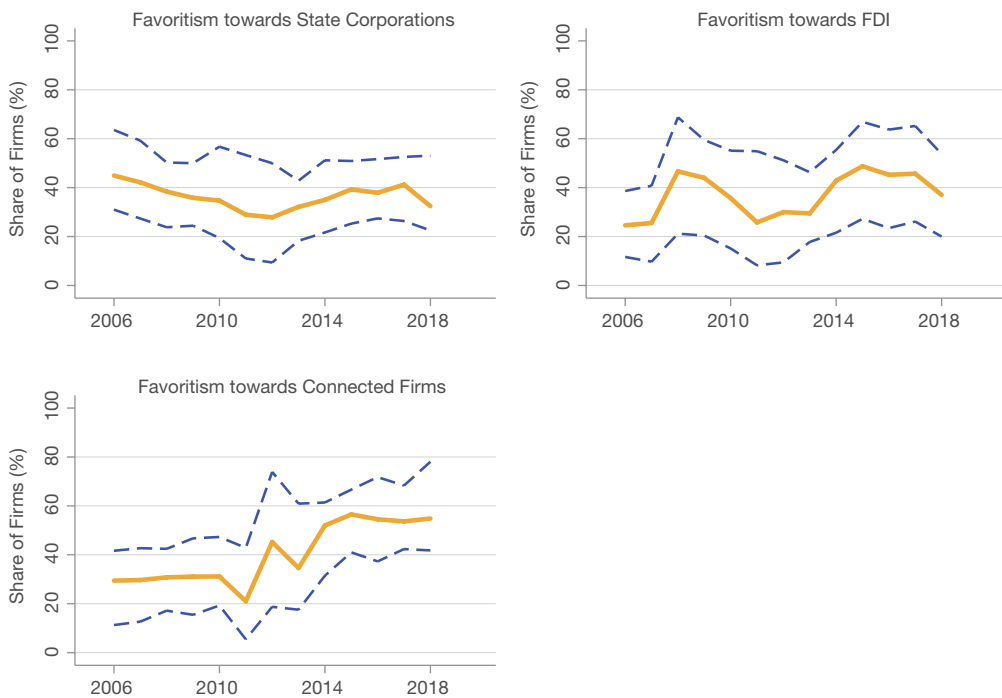 Favoritism towards State Corporations
Share of Firms (%)
100
80
60
40
20
0
2006 2010 2014 2018
Favoritism towards FDI
Share of Firms (%)
100
80
60
40
20
0
2006 2010 2014 2018
Favoritism towards Connected Firms
Share of Firms (%)
100
80
60
40
20
0
2006 2010 2014 2018